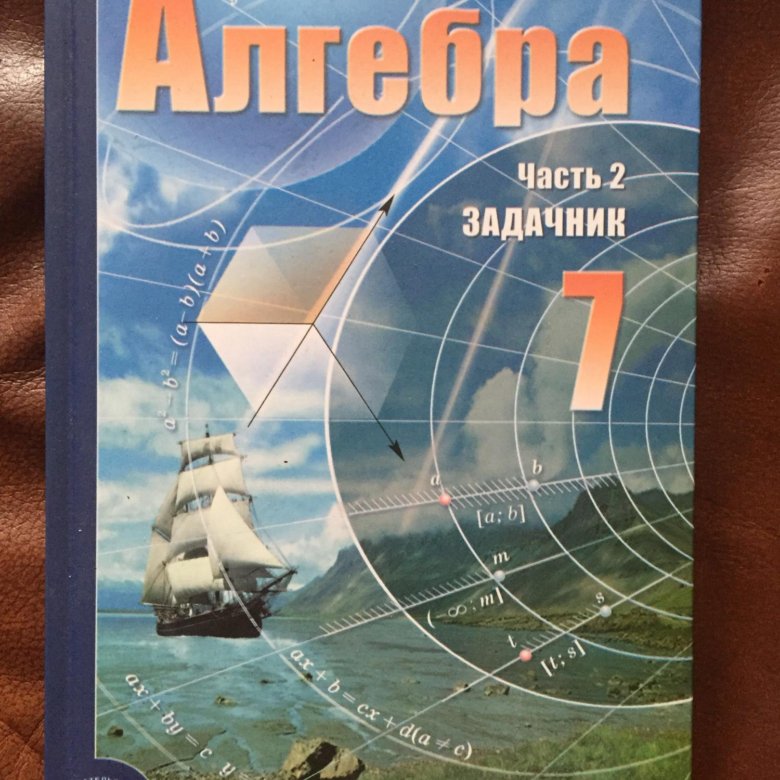 Алгебра
Часть 2
ЗАДАЧНИК
7
a² − b² = (a − b)(a + b)
a
b
[a; b]
m
(−∞; m]
s
t
[t; s]
ax + b = cx + d(a ≠ c)
ax + by = c
y